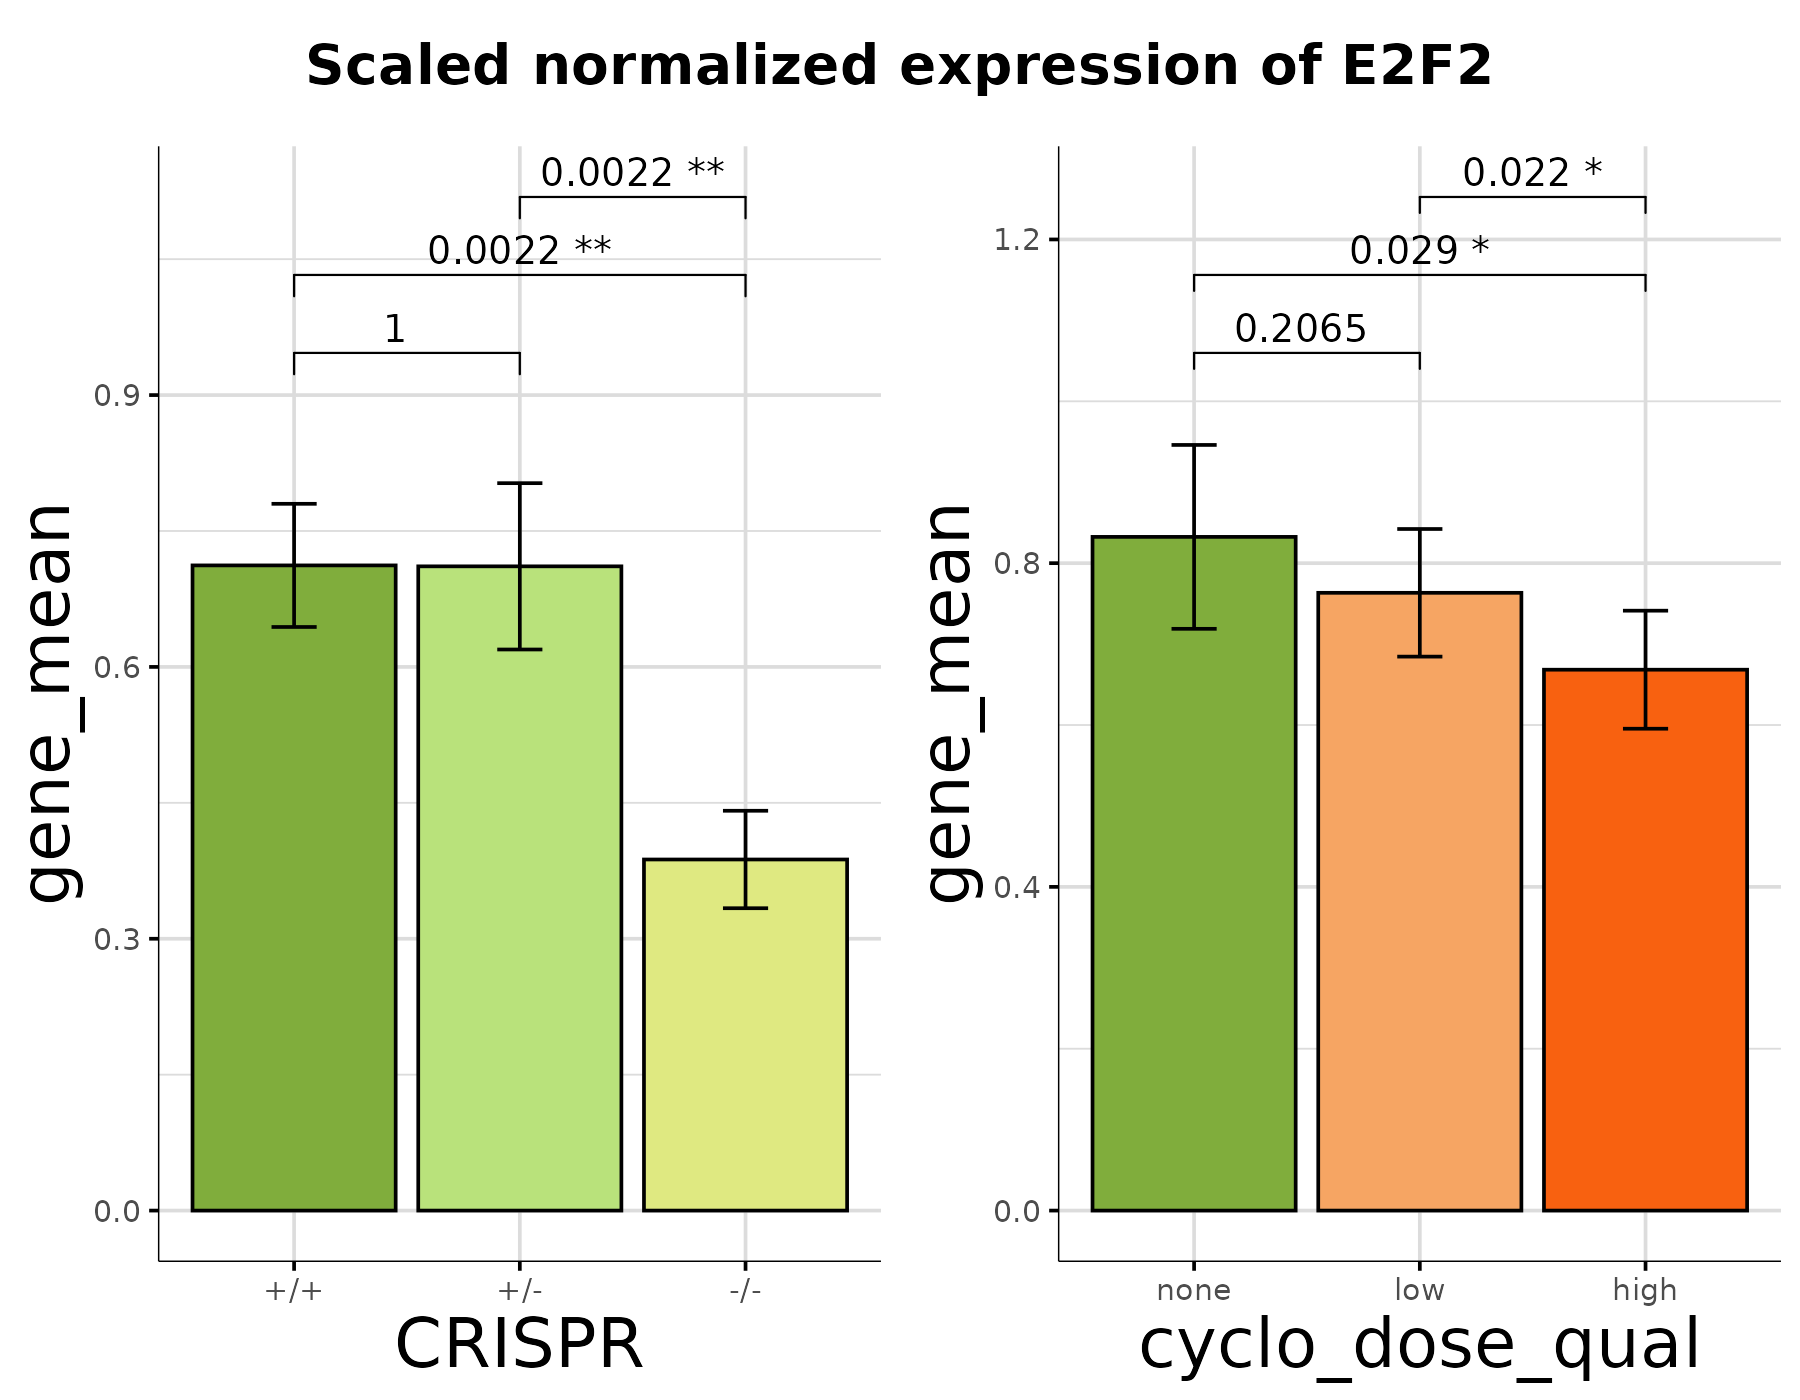 Scaled normalized expression of E2F2
gene_mean
0.9
0.6
0.3
0.0
0.0022 **
0.0022 **
1
+/+
+/-
-/-
CRISPR
gene_mean
1.2
0.8
0.4
0.0
0.022 *
0.029 *
0.2065
none
low
high
cyclo_dose_qual